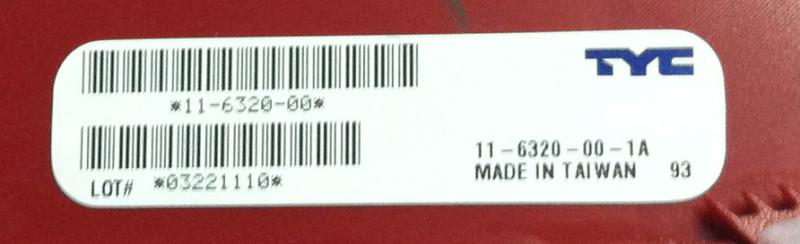 TYC
*11-6320-00*
LOT# *03221110*
11-6320-00-1A
MADE IN TAIWAN 93